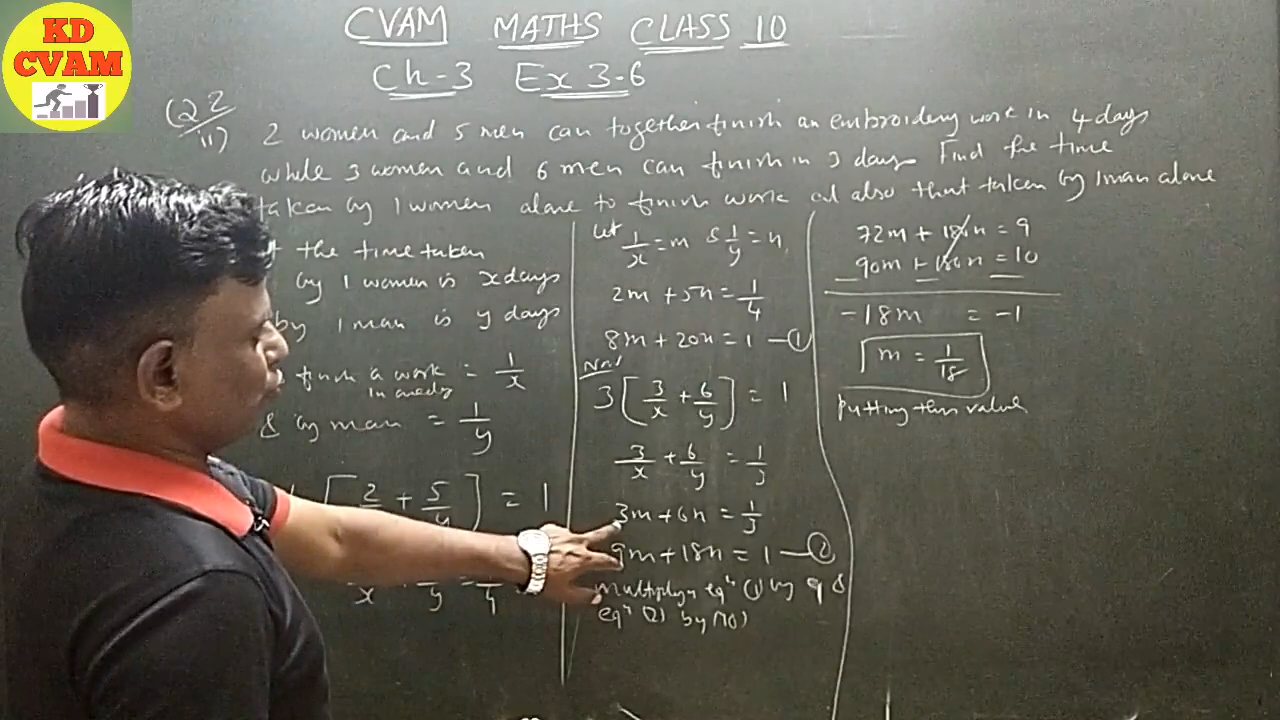 KD
CVAM
CVAM MATHS CLASS 10
Ch-3 Ex 3.6
Q2
ii)
2 women and 5 men can together finish an embroidery work in 4 days
while 3 women and 6 men can finish in 3 days Find the time
taken by 1 women alone to finish work also that taken by 1 man alone
the time taken
by 1 women is x days
by 1 man is y days
finish a work = 1/x
& by man = 1/y
[2 + 5/y] = 1
x y
let 1/x = m & 1/y = n,
2m + 5n = 1/4
8m + 20n = 1 —①
3[3/x + 6/y] = 1
3/x + 6/y = 1/3
3m + 6n = 1/3
9m + 18n = 1 —②
multiply eqⁿ (1) by 9 &
eqⁿ (2) by 10)
72m + 180n = 9
90m + 180n = 10
-18m = -1
m = 1/18
putting this value